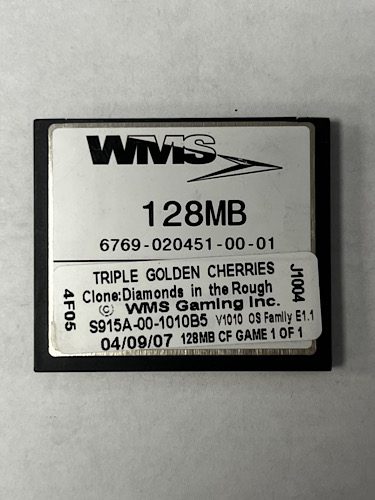 WMS
128MB
6769-020451-00-01
TRIPLE GOLDEN CHERRIES
Clone:Diamonds in the Rough
© WMS Gaming Inc.
S915A-00-1010B5 V1010 OS Family E1.1
04/09/07 128MB CF GAME 1 OF 1
4F05
J1004